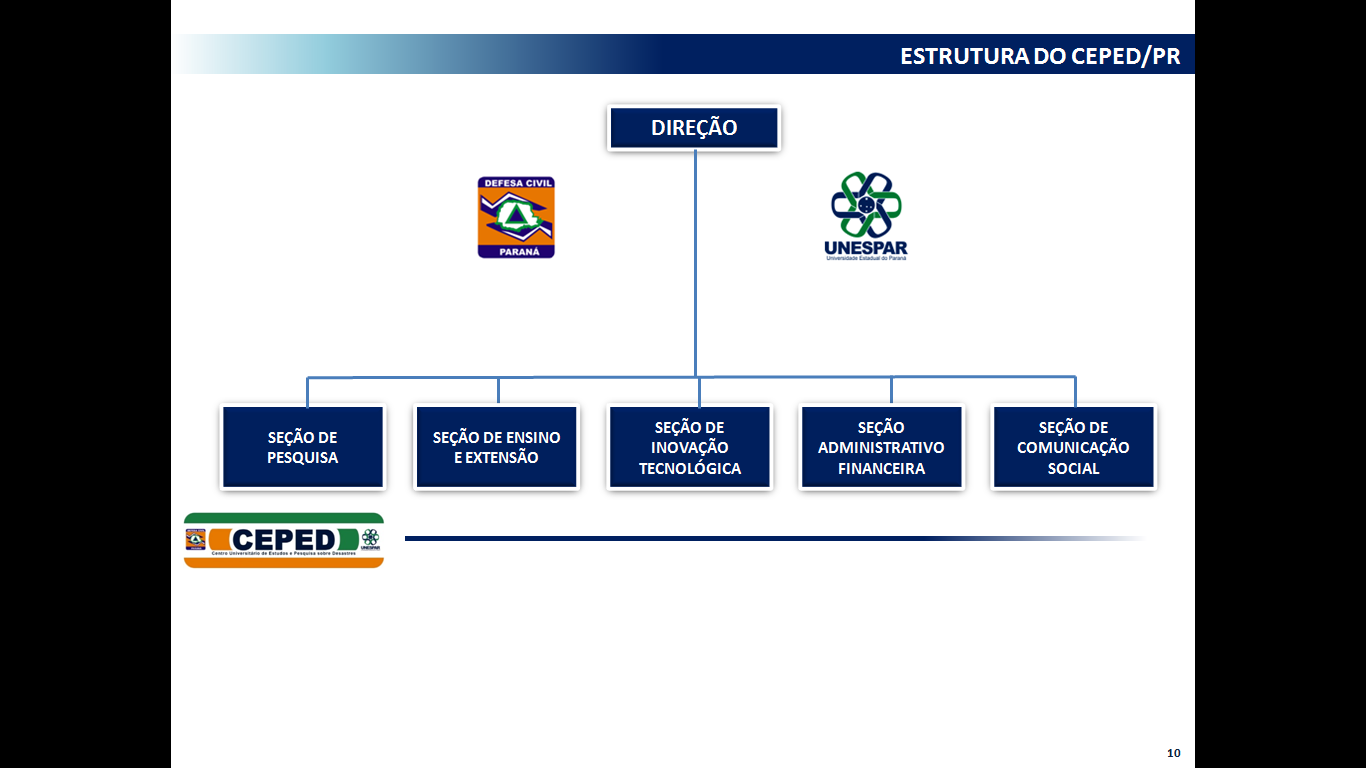 ESTRUTURA DO CEPED/PR
DIREÇÃO
DEFESA CIVIL
PARANÁ
UNESPAR
Universidade Estadual do Paraná
SEÇÃO DE
PESQUISA
SEÇÃO DE ENSINO
E EXTENSÃO
SEÇÃO DE
INOVAÇÃO
TECNOLÓGICA
SEÇÃO
ADMINISTRATIVO
FINANCEIRA
SEÇÃO DE
COMUNICAÇÃO
SOCIAL
CEPED
UNESPAR
Centro Universitário de Estudos e Pesquisa sobre Desastres
10